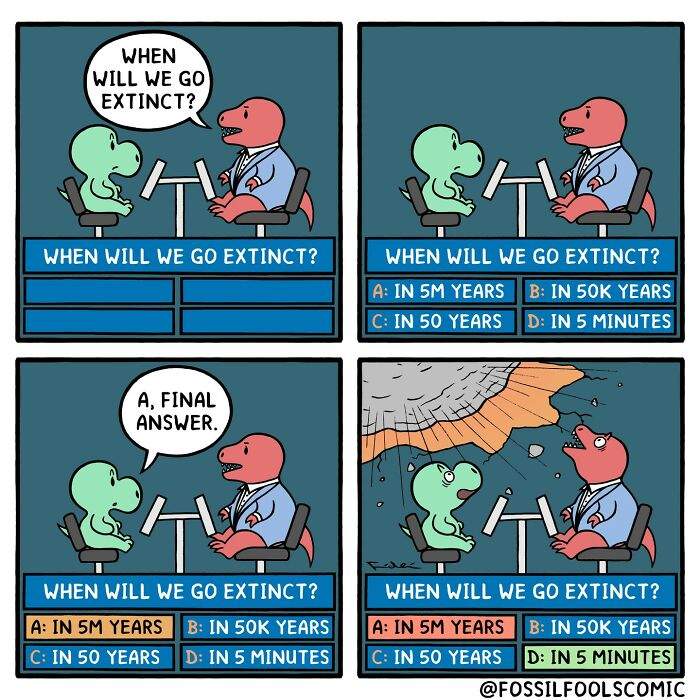 WHEN
WILL WE GO
EXTINCT?
WHEN WILL WE GO EXTINCT?
WHEN WILL WE GO EXTINCT?
A: IN 5M YEARS
B: IN 50K YEARS
C: IN 50 YEARS
D: IN 5 MINUTES
A, FINAL
ANSWER.
WHEN WILL WE GO EXTINCT?
A: IN 5M YEARS
B: IN 50K YEARS
C: IN 50 YEARS
D: IN 5 MINUTES
WHEN WILL WE GO EXTINCT?
A: IN 5M YEARS
B: IN 50K YEARS
C: IN 50 YEARS
D: IN 5 MINUTES
@FOSSILFOOLSCOMIC